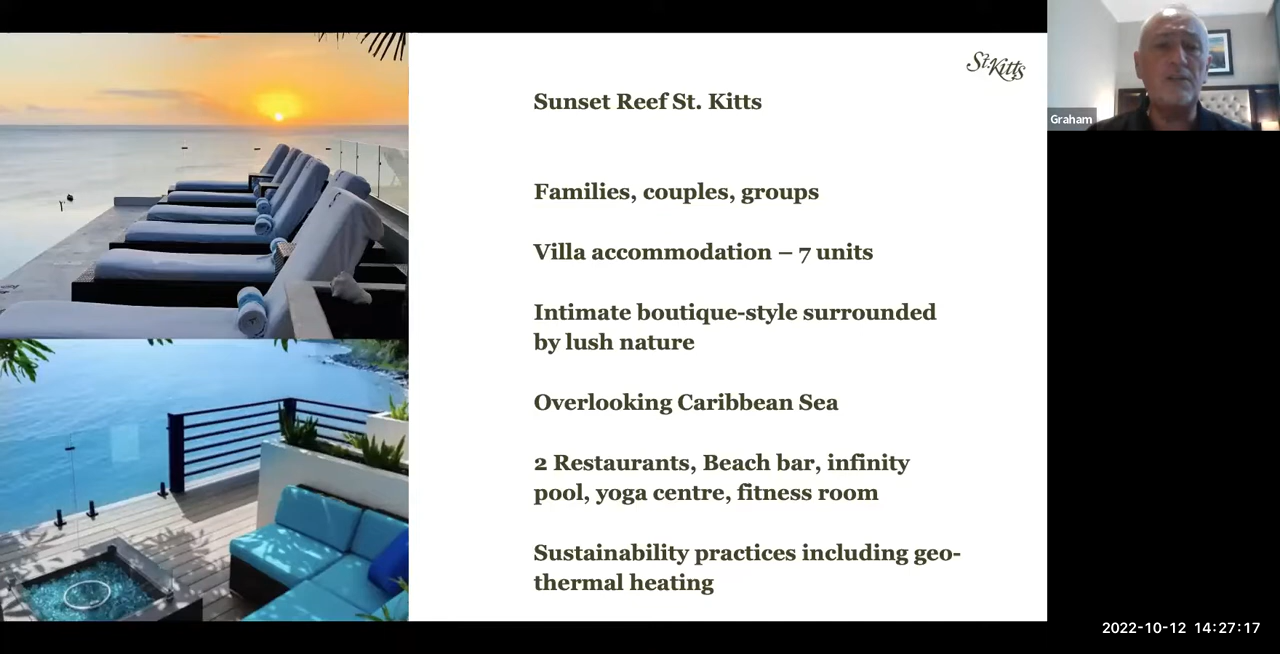 St. Kitts
Graham
Sunset Reef St. Kitts
Families, couples, groups
Villa accommodation – 7 units
Intimate boutique-style surrounded
by lush nature
Overlooking Caribbean Sea
2 Restaurants, Beach bar, infinity
pool, yoga centre, fitness room
Sustainability practices including geo-
thermal heating
2022-10-12 14:27:17